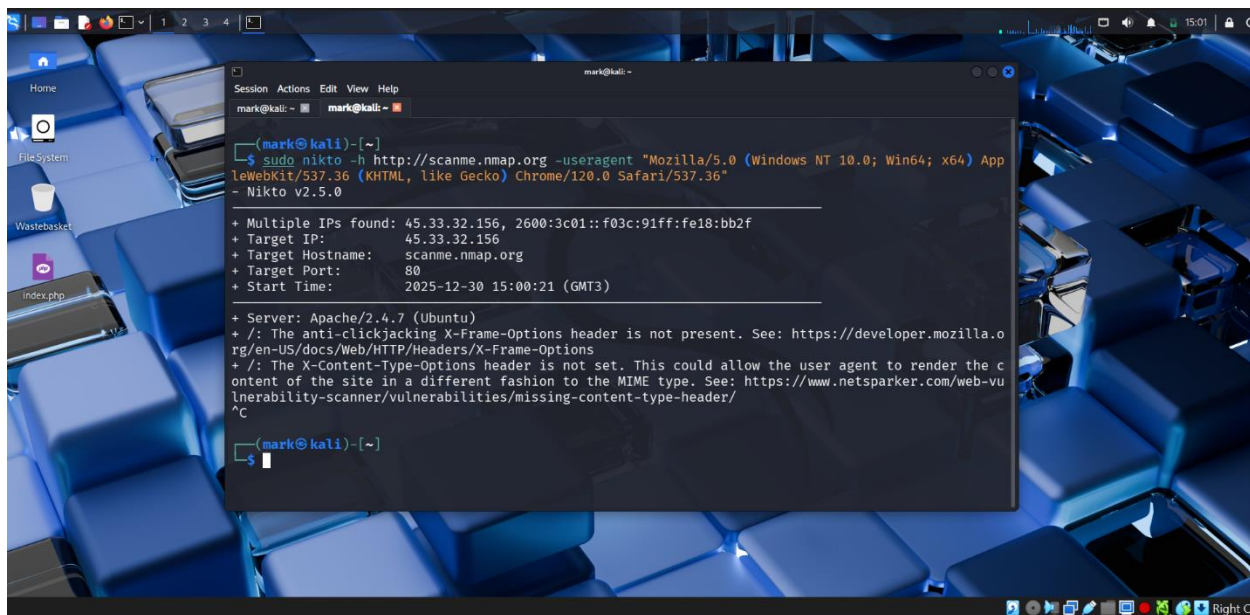 1 2 3 4
15:01
Home
File System
Wastebasket
index.php
mark@kali: ~
Session Actions Edit View Help
mark@kali: ~
mark@kali: ~
┌──(mark㉿kali)-[~]
└─$ sudo nikto -h http://scanme.nmap.org -useragent "Mozilla/5.0 (Windows NT 10.0; Win64; x64) App
leWebKit/537.36 (KHTML, like Gecko) Chrome/120.0 Safari/537.36"
- Nikto v2.5.0
+ Multiple IPs found: 45.33.32.156, 2600:3c01::f03c:91ff:fe18:bb2f
+ Target IP: 45.33.32.156
+ Target Hostname: scanme.nmap.org
+ Target Port: 80
+ Start Time: 2025-12-30 15:00:21 (GMT3)
+ Server: Apache/2.4.7 (Ubuntu)
+ /: The anti-clickjacking X-Frame-Options header is not present. See: https://developer.mozilla.o
rg/en-US/docs/Web/HTTP/Headers/X-Frame-Options
+ /: The X-Content-Type-Options header is not set. This could allow the user agent to render the c
ontent of the site in a different fashion to the MIME type. See: https://www.netsparker.com/web-vu
lnerability-scanner/vulnerabilities/missing-content-type-header/
^C
┌──(mark㉿kali)-[~]
└─$
Right